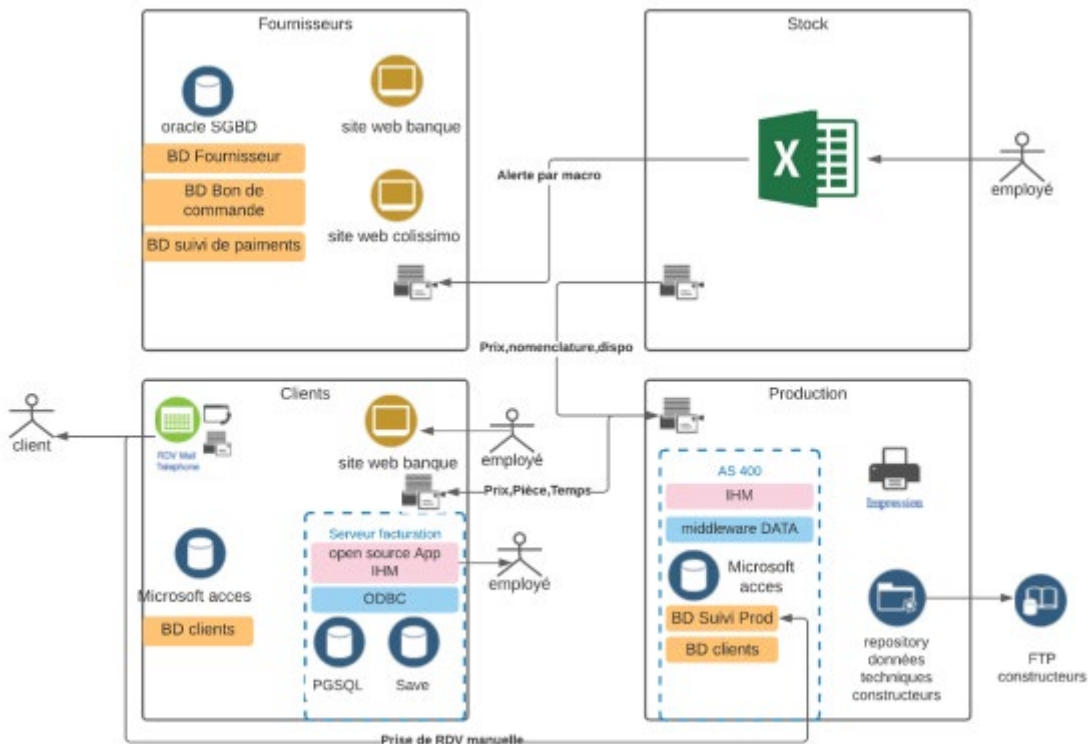 Fournisseurs
oracle SGBD
BD Fournisseur
BD Bon de
commande
BD suivi de paiments
site web banque
site web colissimo
Stock
X
employé
Alerte par macro
Prix,nomenclature,dispo
Clients
client
RDV Mail
Téléphone
site web banque
employé
Prix,Pièce,Temps
Serveur facturation
open source App
IHM
ODBC
PGSQL
Save
employé
Microsoft acces
BD clients
Production
AS 400
IHM
middleware DATA
Microsoft
acces
BD Suivi Prod
BD clients
Impression
repository
données
techniques
constructeurs
FTP
constructeurs
Prise de RDV manuelle